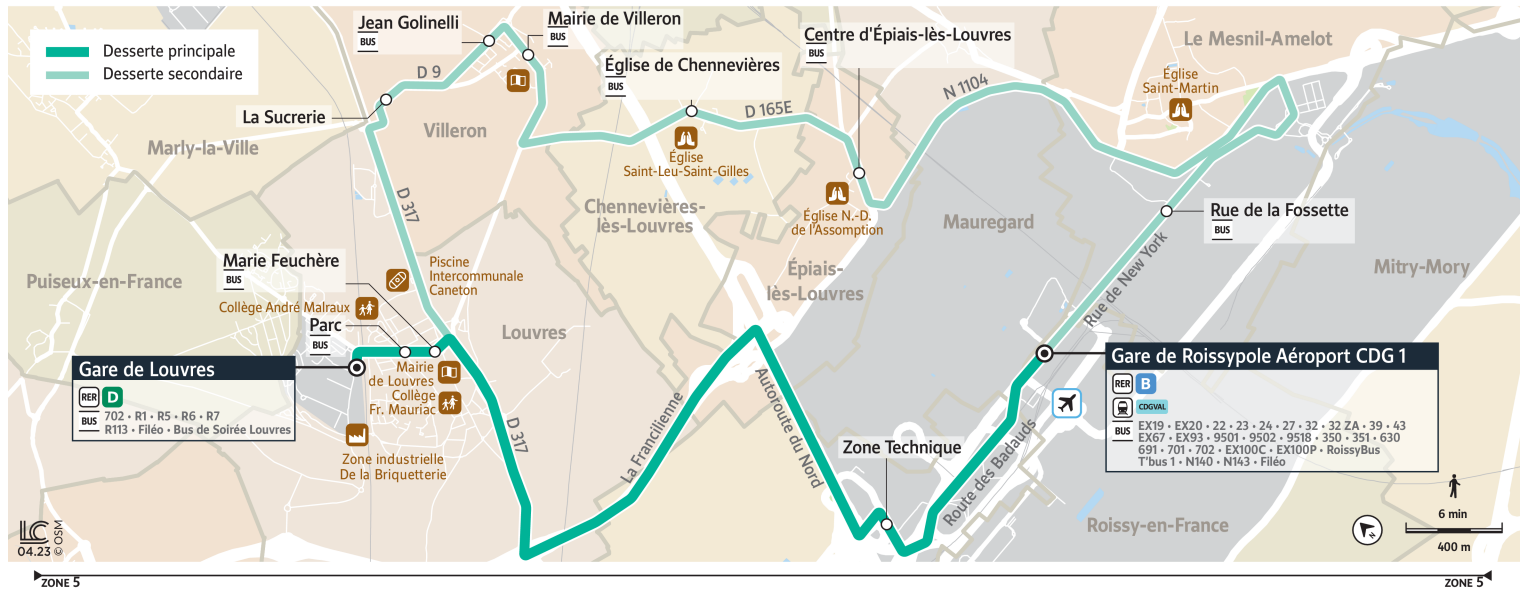 Desserte principale
Desserte secondaire
Jean Golinelli
BUS
Mairie de Villeron
BUS
Centre d'Épiais-lès-Louvres
BUS
Le Mesnil-Amelot
Église de Chennevières
BUS
D 9
D 165E
N 1104
Église
Saint-Martin
La Sucrerie
Villeron
Marly-la-Ville
Église
Saint-Leu-Saint-Gilles
D 317
Chennevières-
lès-Louvres
Église N.-D.
de l'Assomption
Mauregard
Rue de la Fossette
BUS
Marie Feuchère
BUS
Piscine
Intercommunale
Caneton
Puiseux-en-France
Épiais-
lès-Louvres
Rue de New York
Mitry-Mory
Collège André Malraux
Parc
BUS
Louvres
Gare de Louvres
RER D
BUS
702 • R1 • R5 • R6 • R7
R113 • Filéo • Bus de Soirée Louvres
Mairie
de Louvres
Collège
Fr. Mauriac
D 317
La Francilienne
Autoroute du Nord
Gare de Roissypole Aéroport CDG 1
RER B
CDGVAL
BUS
EX19 • EX20 • 22 • 23 • 24 • 27 • 32 • 32 ZA • 39 • 43
EX67 • EX93 • 9501 • 9502 • 9518 • 350 • 351 • 630
691 • 701 • 702 • EX100C • EX100P • RoissyBus
T'bus 1 • N140 • N143 • Filéo
Zone industrielle
De la Briquetterie
Zone Technique
Route des Badauds
Roissy-en-France
N
6 min
400 m
LC
04.23
© OSM
ZONE 5
ZONE 5